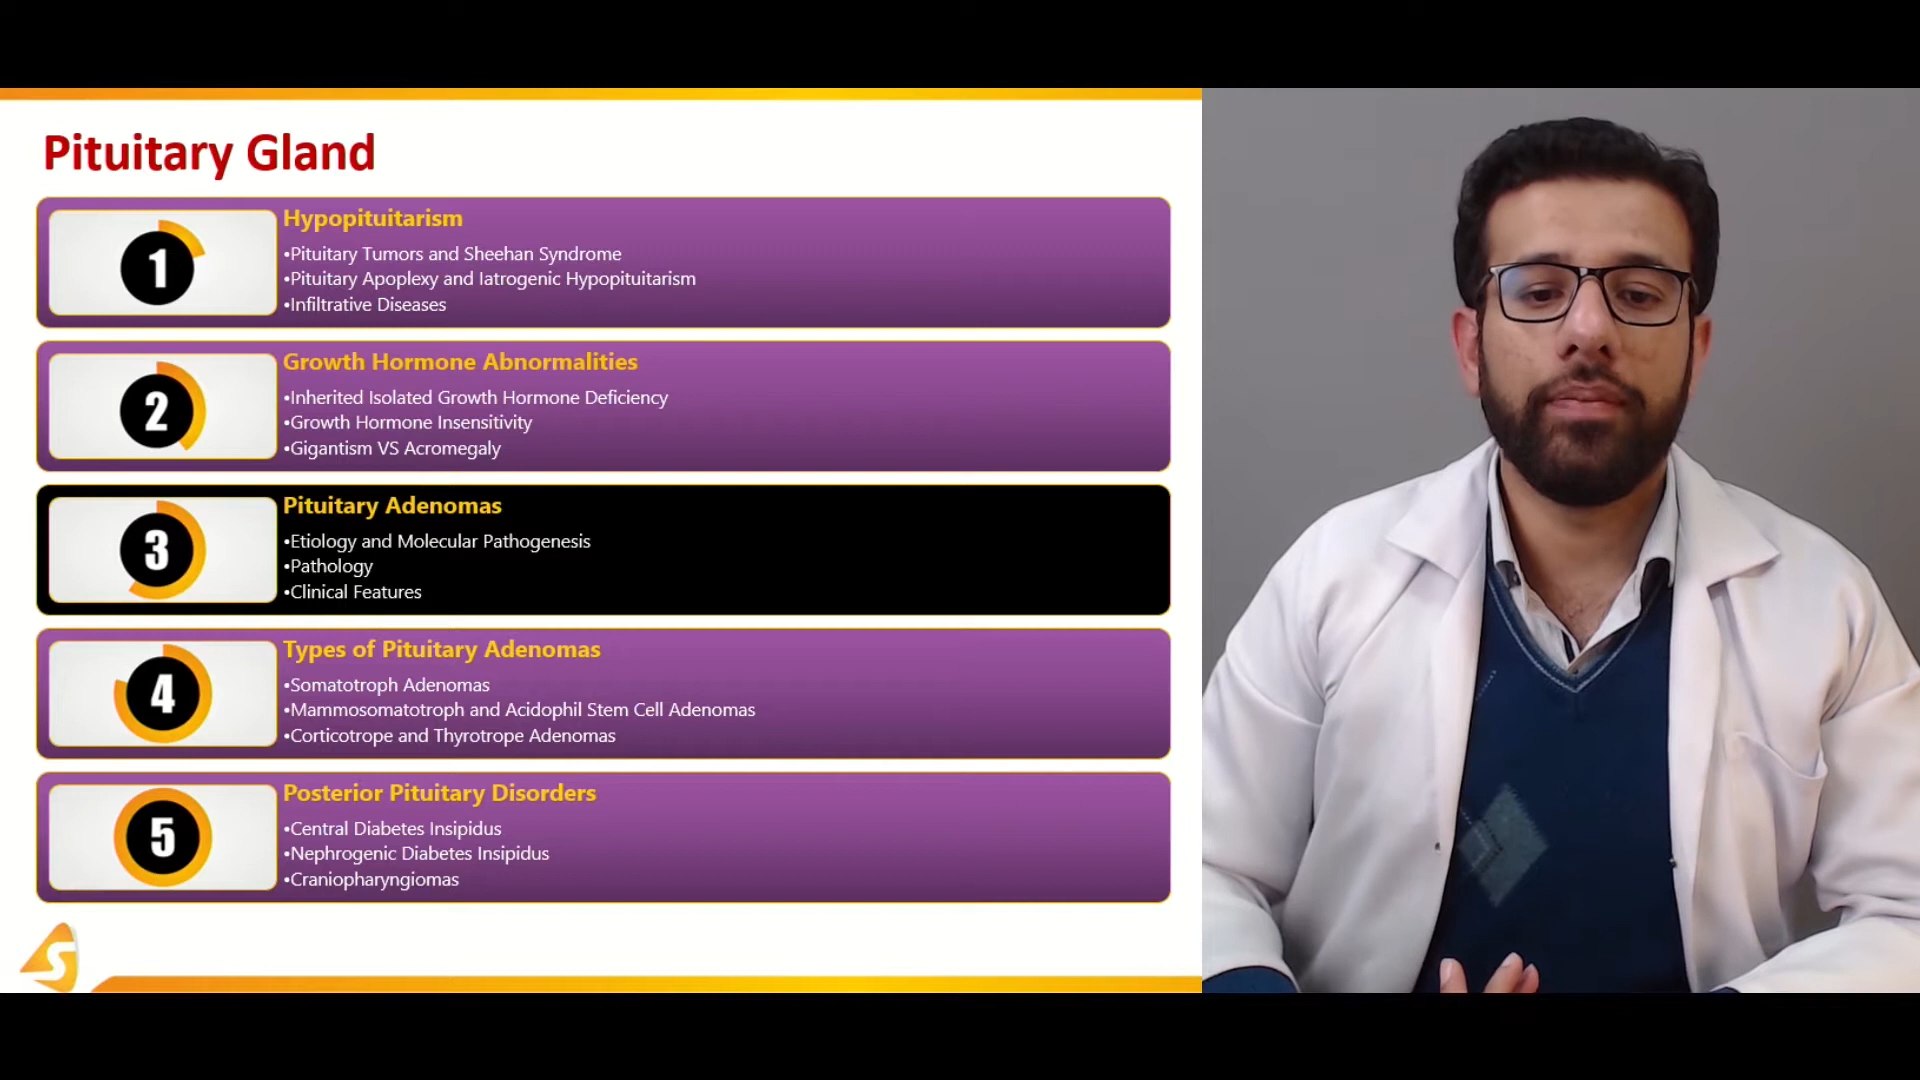 Pituitary Gland
1
Hypopituitarism
•Pituitary Tumors and Sheehan Syndrome
•Pituitary Apoplexy and Iatrogenic Hypopituitarism
•Infiltrative Diseases
2
Growth Hormone Abnormalities
•Inherited Isolated Growth Hormone Deficiency
•Growth Hormone Insensitivity
•Gigantism VS Acromegaly
3
Pituitary Adenomas
•Etiology and Molecular Pathogenesis
•Pathology
•Clinical Features
4
Types of Pituitary Adenomas
•Somatotroph Adenomas
•Mammosomatotroph and Acidophil Stem Cell Adenomas
•Corticotrope and Thyrotrope Adenomas
5
Posterior Pituitary Disorders
•Central Diabetes Insipidus
•Nephrogenic Diabetes Insipidus
•Craniopharyngiomas
S